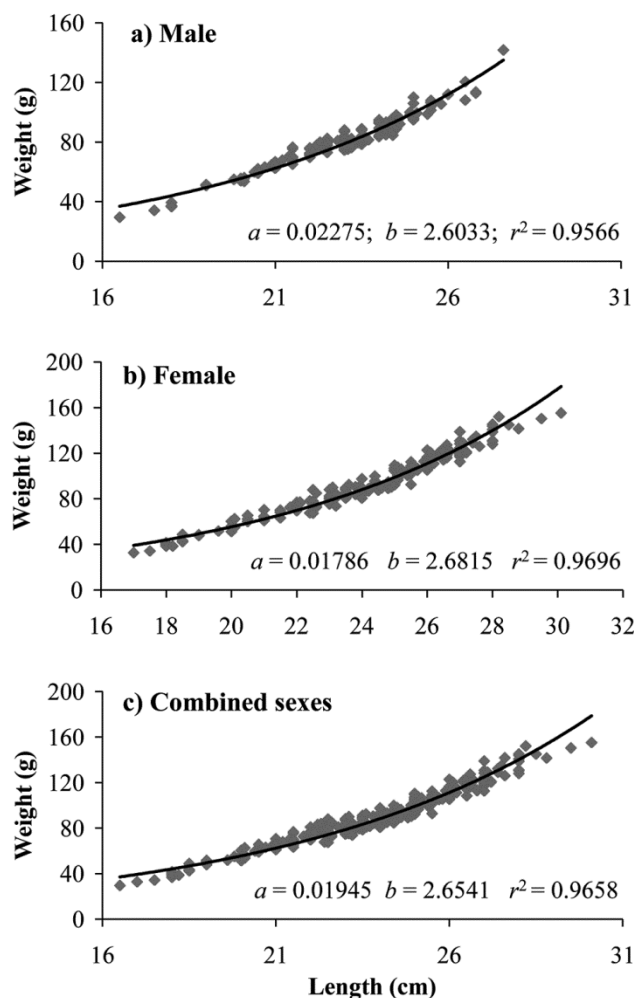 a) Male
Weight (g)
160
120
80
40
0
a = 0.02275; b = 2.6033; r² = 0.9566
16 21 26 31
b) Female
Weight (g)
200
160
120
80
40
0
a = 0.01786 b = 2.6815 r² = 0.9696
16 18 20 22 24 26 28 30 32
c) Combined sexes
Weight (g)
200
160
120
80
40
0
a = 0.01945 b = 2.6541 r² = 0.9658
16 21 26 31
Length (cm)